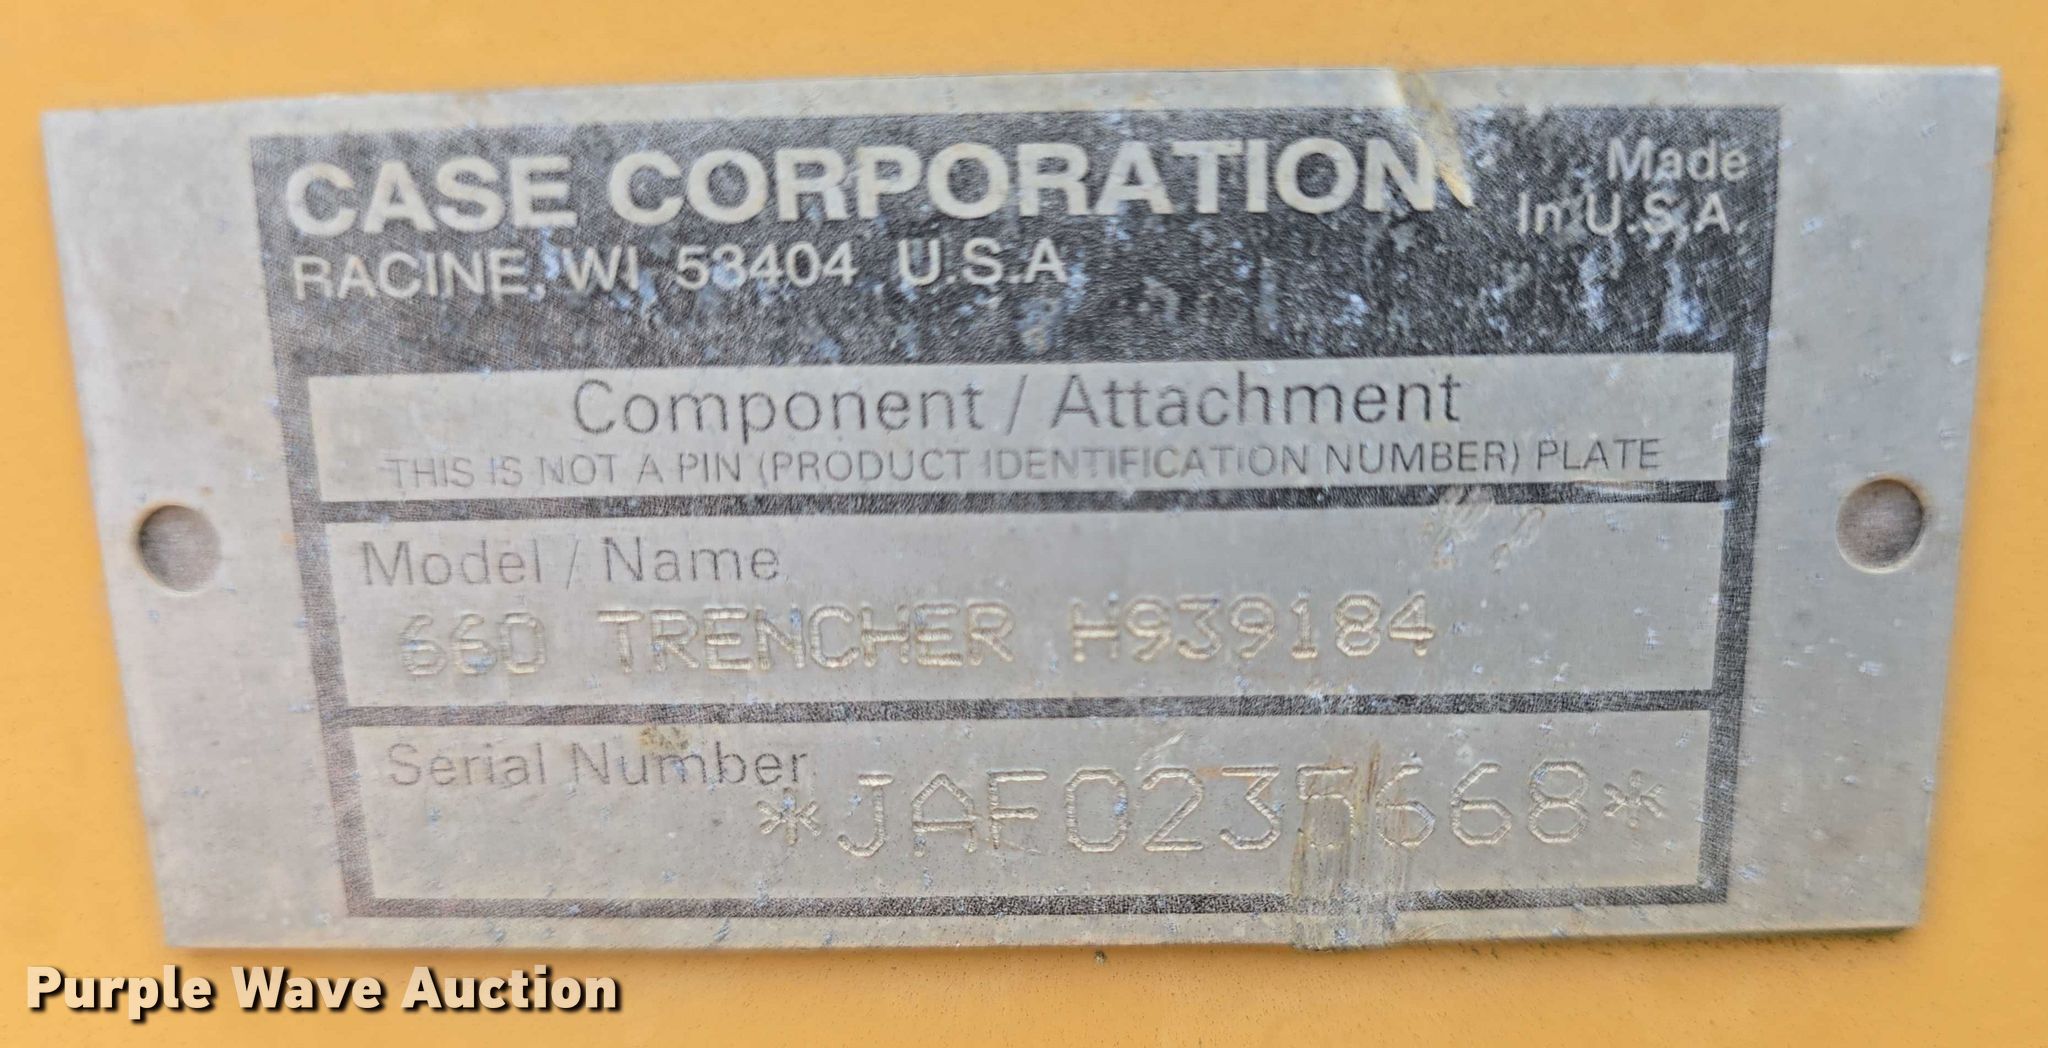 CASE CORPORATION
Made
In U.S.A.
RACINE, WI 53404 U.S.A
Component / Attachment
THIS IS NOT A PIN (PRODUCT IDENTIFICATION NUMBER) PLATE
Model / Name
660 TRENCHER H939184
Serial Number
*JAF0235668*
Purple Wave Auction